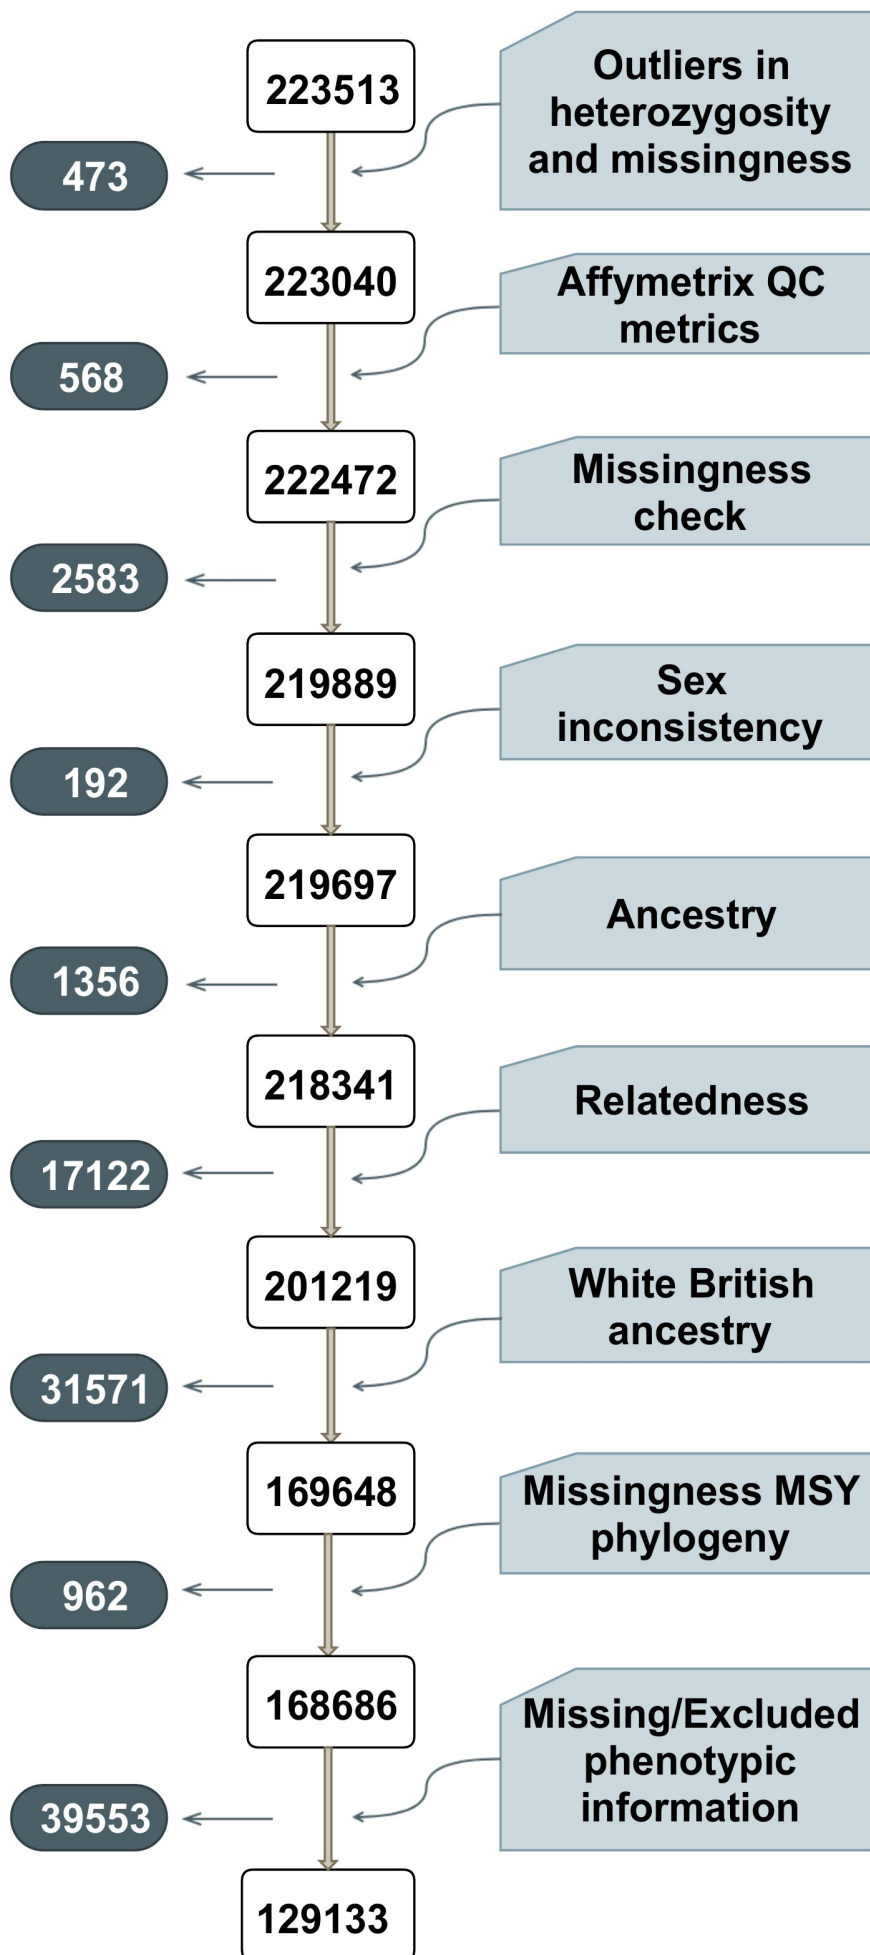 223513
Outliers in
heterozygosity
and missingness
473
223040
Affymetrix QC
metrics
568
222472
Missingness
check
2583
219889
Sex
inconsistency
192
219697
Ancestry
1356
218341
Relatedness
17122
201219
White British
ancestry
31571
169648
Missingness MSY
phylogeny
962
168686
Missing/Excluded
phenotypic
information
39553
129133